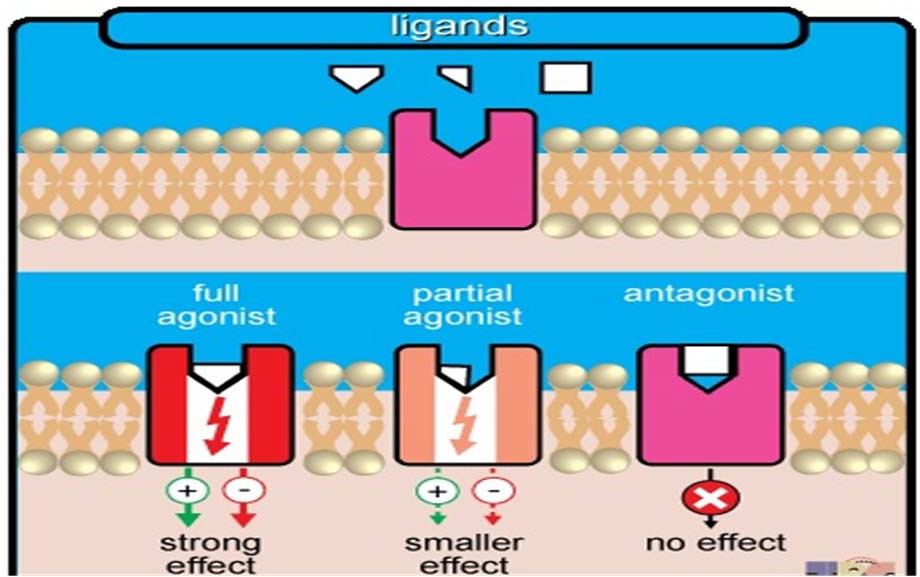 ligands
full
agonist
partial
agonist
antagonist
+ -
+ -
strong
effect
smaller
effect
no effect